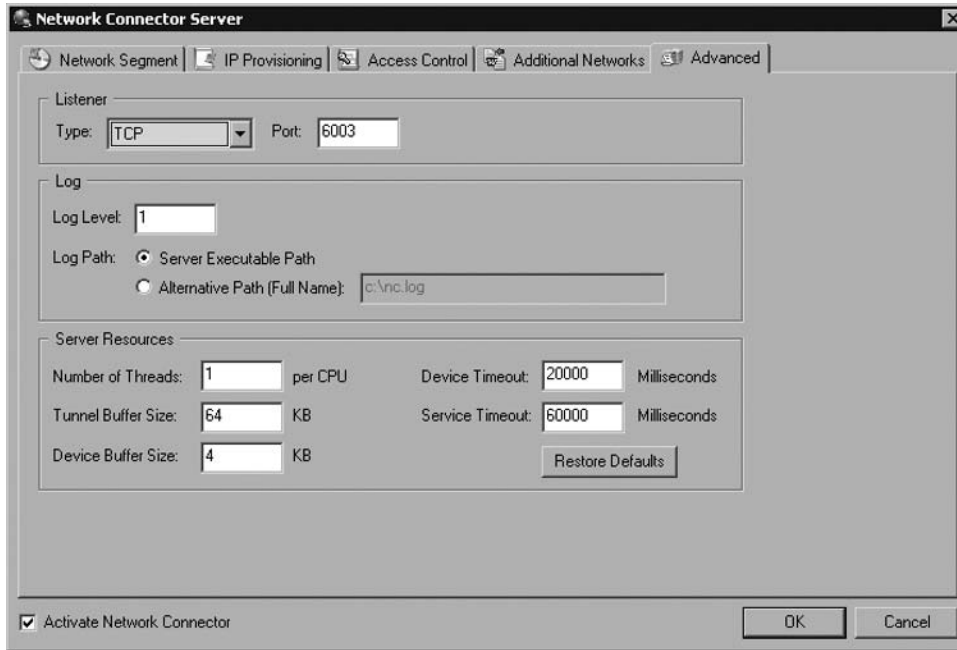 Network Connector Server
Network Segment IP Provisioning Access Control Additional Networks Advanced
Listener
Type: TCP Port: 6003
Log
Log Level: 1
Log Path: Server Executable Path
Alternative Path (Full Name): c:\nc.log
Server Resources
Number of Threads: 1 per CPU Device Timeout: 20000 Milliseconds
Tunnel Buffer Size: 64 KB Service Timeout: 60000 Milliseconds
Device Buffer Size: 4 KB Restore Defaults
Activate Network Connector OK Cancel